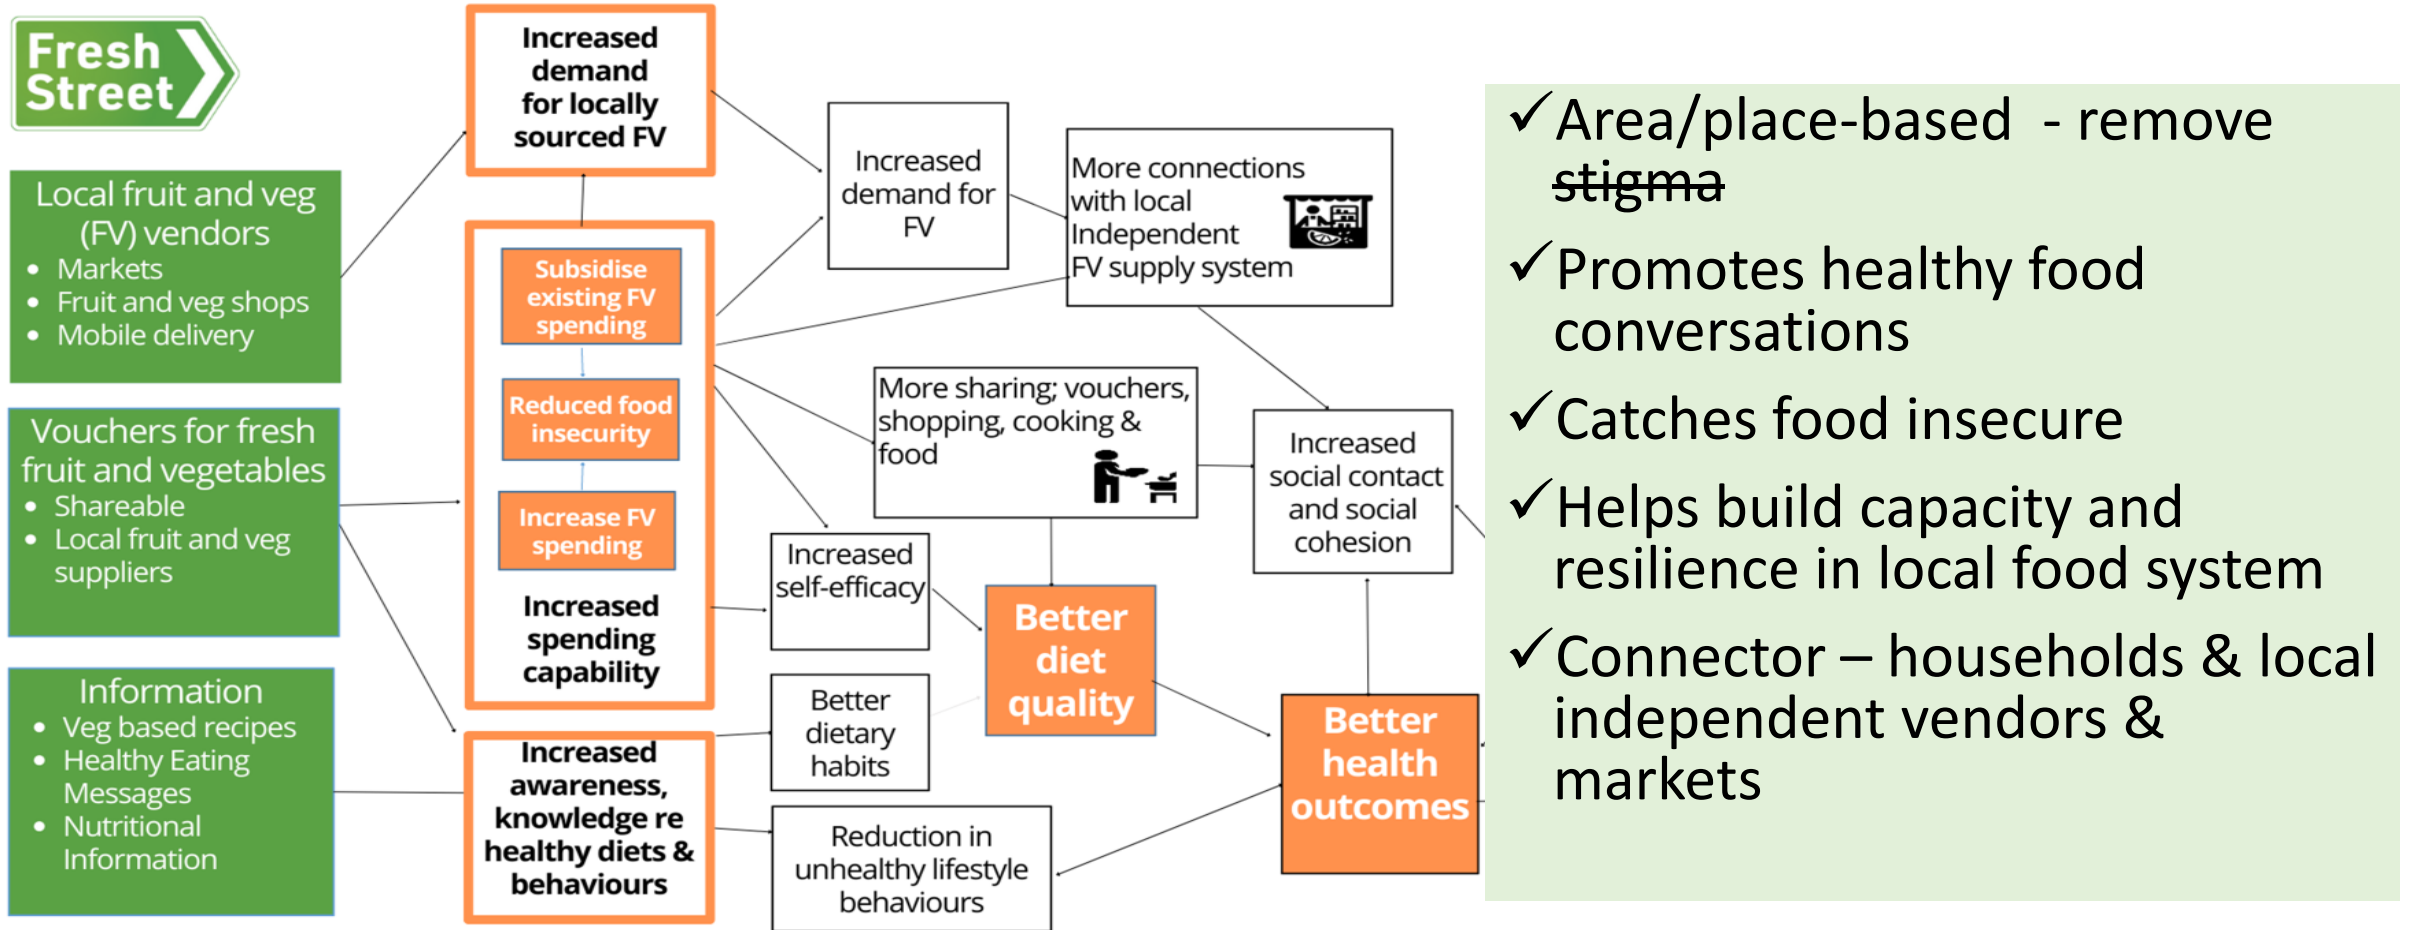 Fresh
Street
Local fruit and veg
(FV) vendors
• Markets
• Fruit and veg shops
• Mobile delivery
Vouchers for fresh
fruit and vegetables
• Shareable
• Local fruit and veg
suppliers
Information
• Veg based recipes
• Healthy Eating
Messages
• Nutritional
Information
Increased
demand
for locally
sourced FV
Subsidise
existing FV
spending
Reduced food
insecurity
Increase FV
spending
Increased
spending
capability
Increased
awareness,
knowledge re
healthy diets &
behaviours
Increased
demand for
FV
More connections
with local
Independent
FV supply system
More sharing; vouchers,
shopping, cooking &
food
Increased
self-efficacy
Better
dietary
habits
Reduction in
unhealthy lifestyle
behaviours
Better
diet
quality
Increased
social contact
and social
cohesion
Better
health
outcomes
✓Area/place-based - remove
stigma
✓Promotes healthy food
conversations
✓Catches food insecure
✓Helps build capacity and
resilience in local food system
✓Connector – households & local
independent vendors &
markets